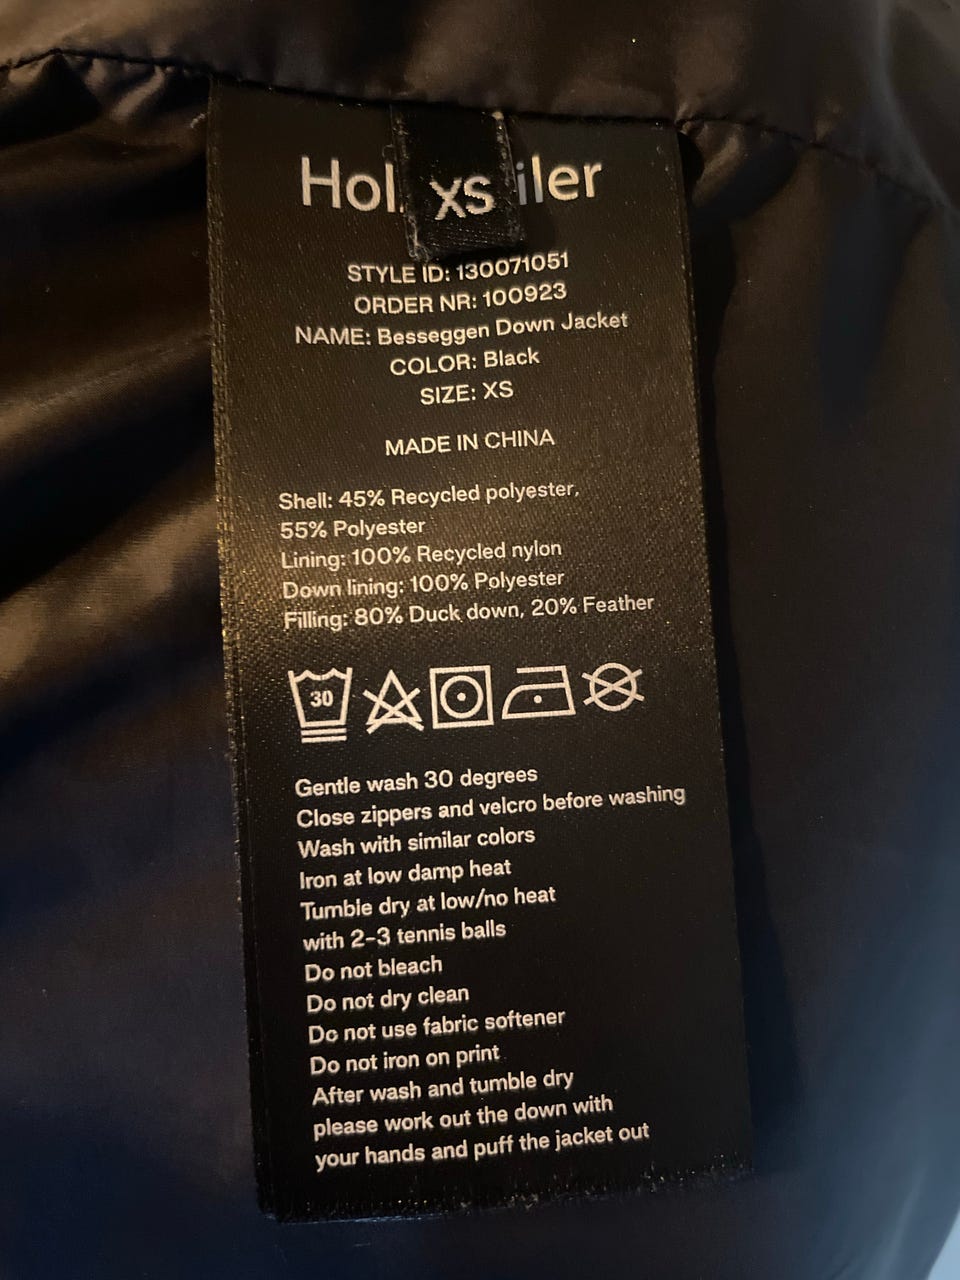 Hol iler
XS
STYLE ID: 130071051
ORDER NR: 100923
NAME: Besseggen Down Jacket
COLOR: Black
SIZE: XS
MADE IN CHINA
Shell: 45% Recycled polyester,
55% Polyester
Lining: 100% Recycled nylon
Down lining: 100% Polyester
Filling: 80% Duck down, 20% Feather
30
Gentle wash 30 degrees
Close zippers and velcro before washing
Wash with similar colors
Iron at low damp heat
Tumble dry at low/no heat
with 2-3 tennis balls
Do not bleach
Do not dry clean
Do not use fabric softener
Do not iron on print
After wash and tumble dry
please work out the down with
your hands and puff the jacket out